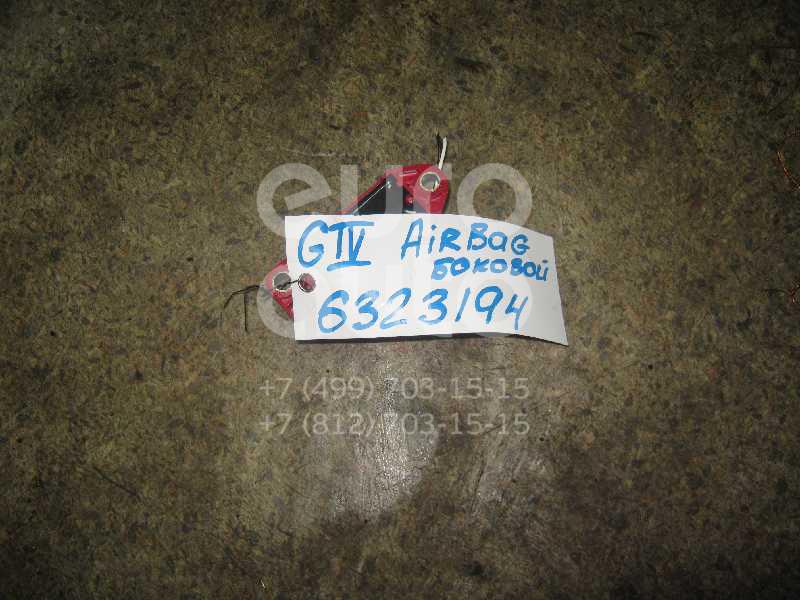 GIV AiRBaG
боковой
6323194
euro
+7 (499) 703-15-15
+7 (812) 703-15-15